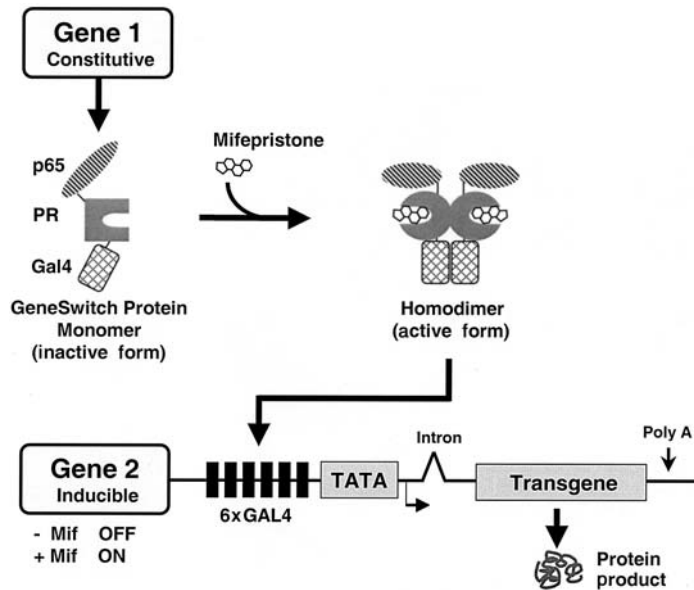 Gene 1
Constitutive
Mifepristone
p65
PR
Gal4
GeneSwitch Protein
Monomer
(inactive form)
Homodimer
(active form)
Gene 2
Inducible
- Mif OFF
+ Mif ON
6xGAL4
TATA
Intron
Transgene
Poly A
Protein
product